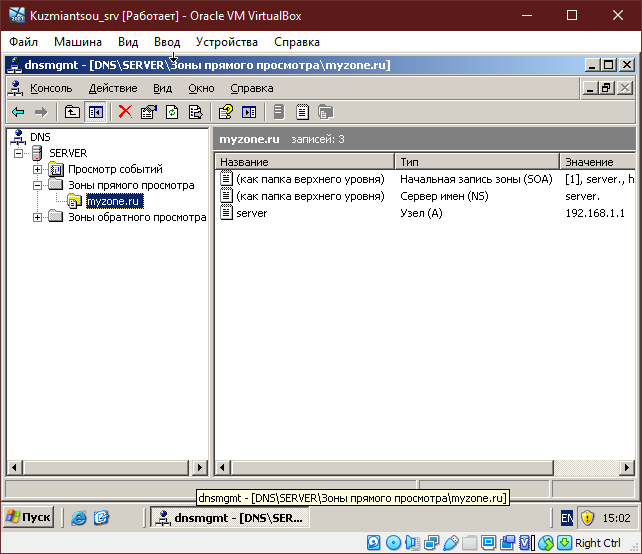 Kuzmiantsou_srv [Работает] - Oracle VM VirtualBox
Файл Машина Вид Ввод Устройства Справка
dnsmgmt - [DNS\SERVER\Зоны прямого просмотра\myzone.ru]
Консоль Действие Вид Окно Справка
DNS
SERVER
Просмотр событий
Зоны прямого просмотра
myzone.ru
Зоны обратного просмотра
myzone.ru записей: 3
Название Тип Значение
(как папка верхнего уровня) Начальная запись зоны (SOA) [1], server., h
(как папка верхнего уровня) Сервер имен (NS) server.
server Узел (A) 192.168.1.1
dnsmgmt - [DNS\SERVER\Зоны прямого просмотра\myzone.ru]
Пуск dnsmgmt - [DNS\SER... EN 15:02
Right Ctrl